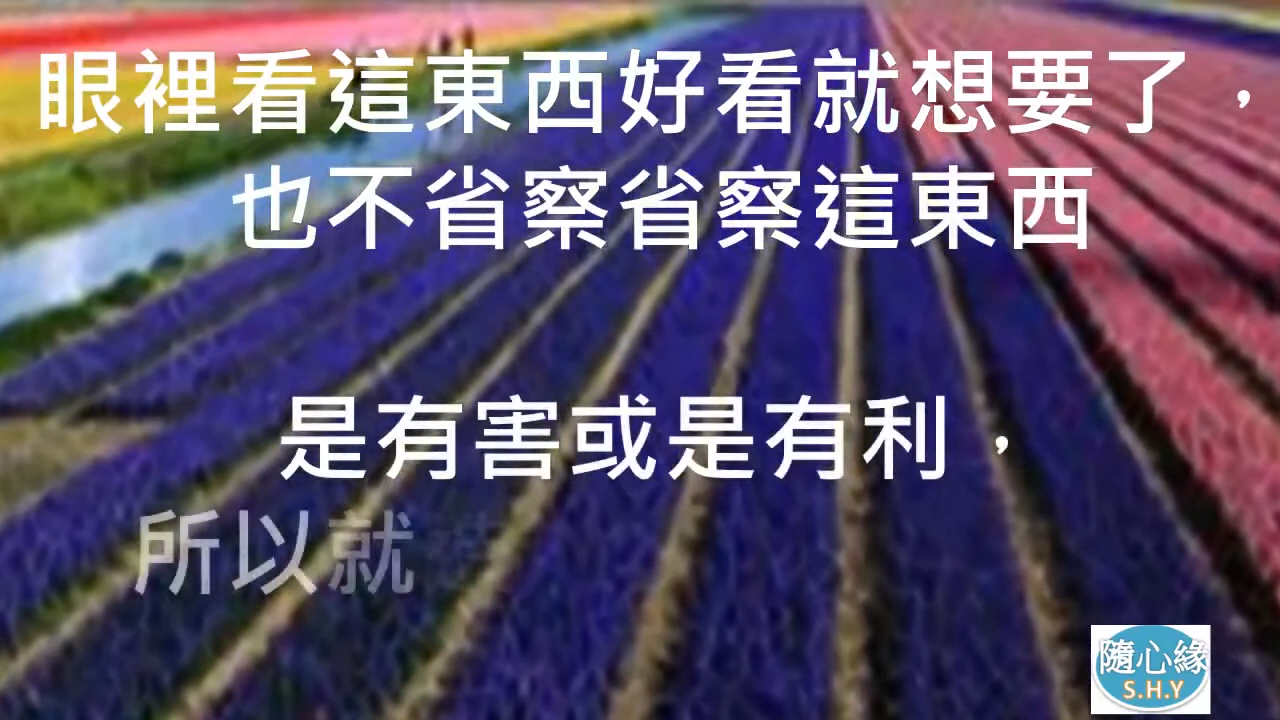 眼裡看這東西好看就想要了，
也不省察省察這東西
是有害或是有利，
所以就
隨心緣
S.H.Y